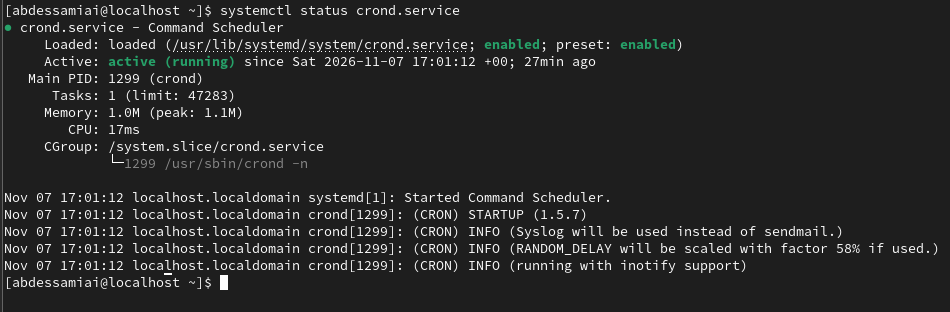 [abdessamiai@localhost ~]$ systemctl status crond.service
● crond.service - Command Scheduler
     Loaded: loaded (/usr/lib/systemd/system/crond.service; enabled; preset: enabled)
     Active: active (running) since Sat 2026-11-07 17:01:12 +00; 27min ago
   Main PID: 1299 (crond)
      Tasks: 1 (limit: 47283)
     Memory: 1.0M (peak: 1.1M)
        CPU: 17ms
     CGroup: /system.slice/crond.service
             └─1299 /usr/sbin/crond -n

Nov 07 17:01:12 localhost.localdomain systemd[1]: Started Command Scheduler.
Nov 07 17:01:12 localhost.localdomain crond[1299]: (CRON) STARTUP (1.5.7)
Nov 07 17:01:12 localhost.localdomain crond[1299]: (CRON) INFO (Syslog will be used instead of sendmail.)
Nov 07 17:01:12 localhost.localdomain crond[1299]: (CRON) INFO (RANDOM_DELAY will be scaled with factor 58% if used.)
Nov 07 17:01:12 localhost.localdomain crond[1299]: (CRON) INFO (running with inotify support)
[abdessamiai@localhost ~]$